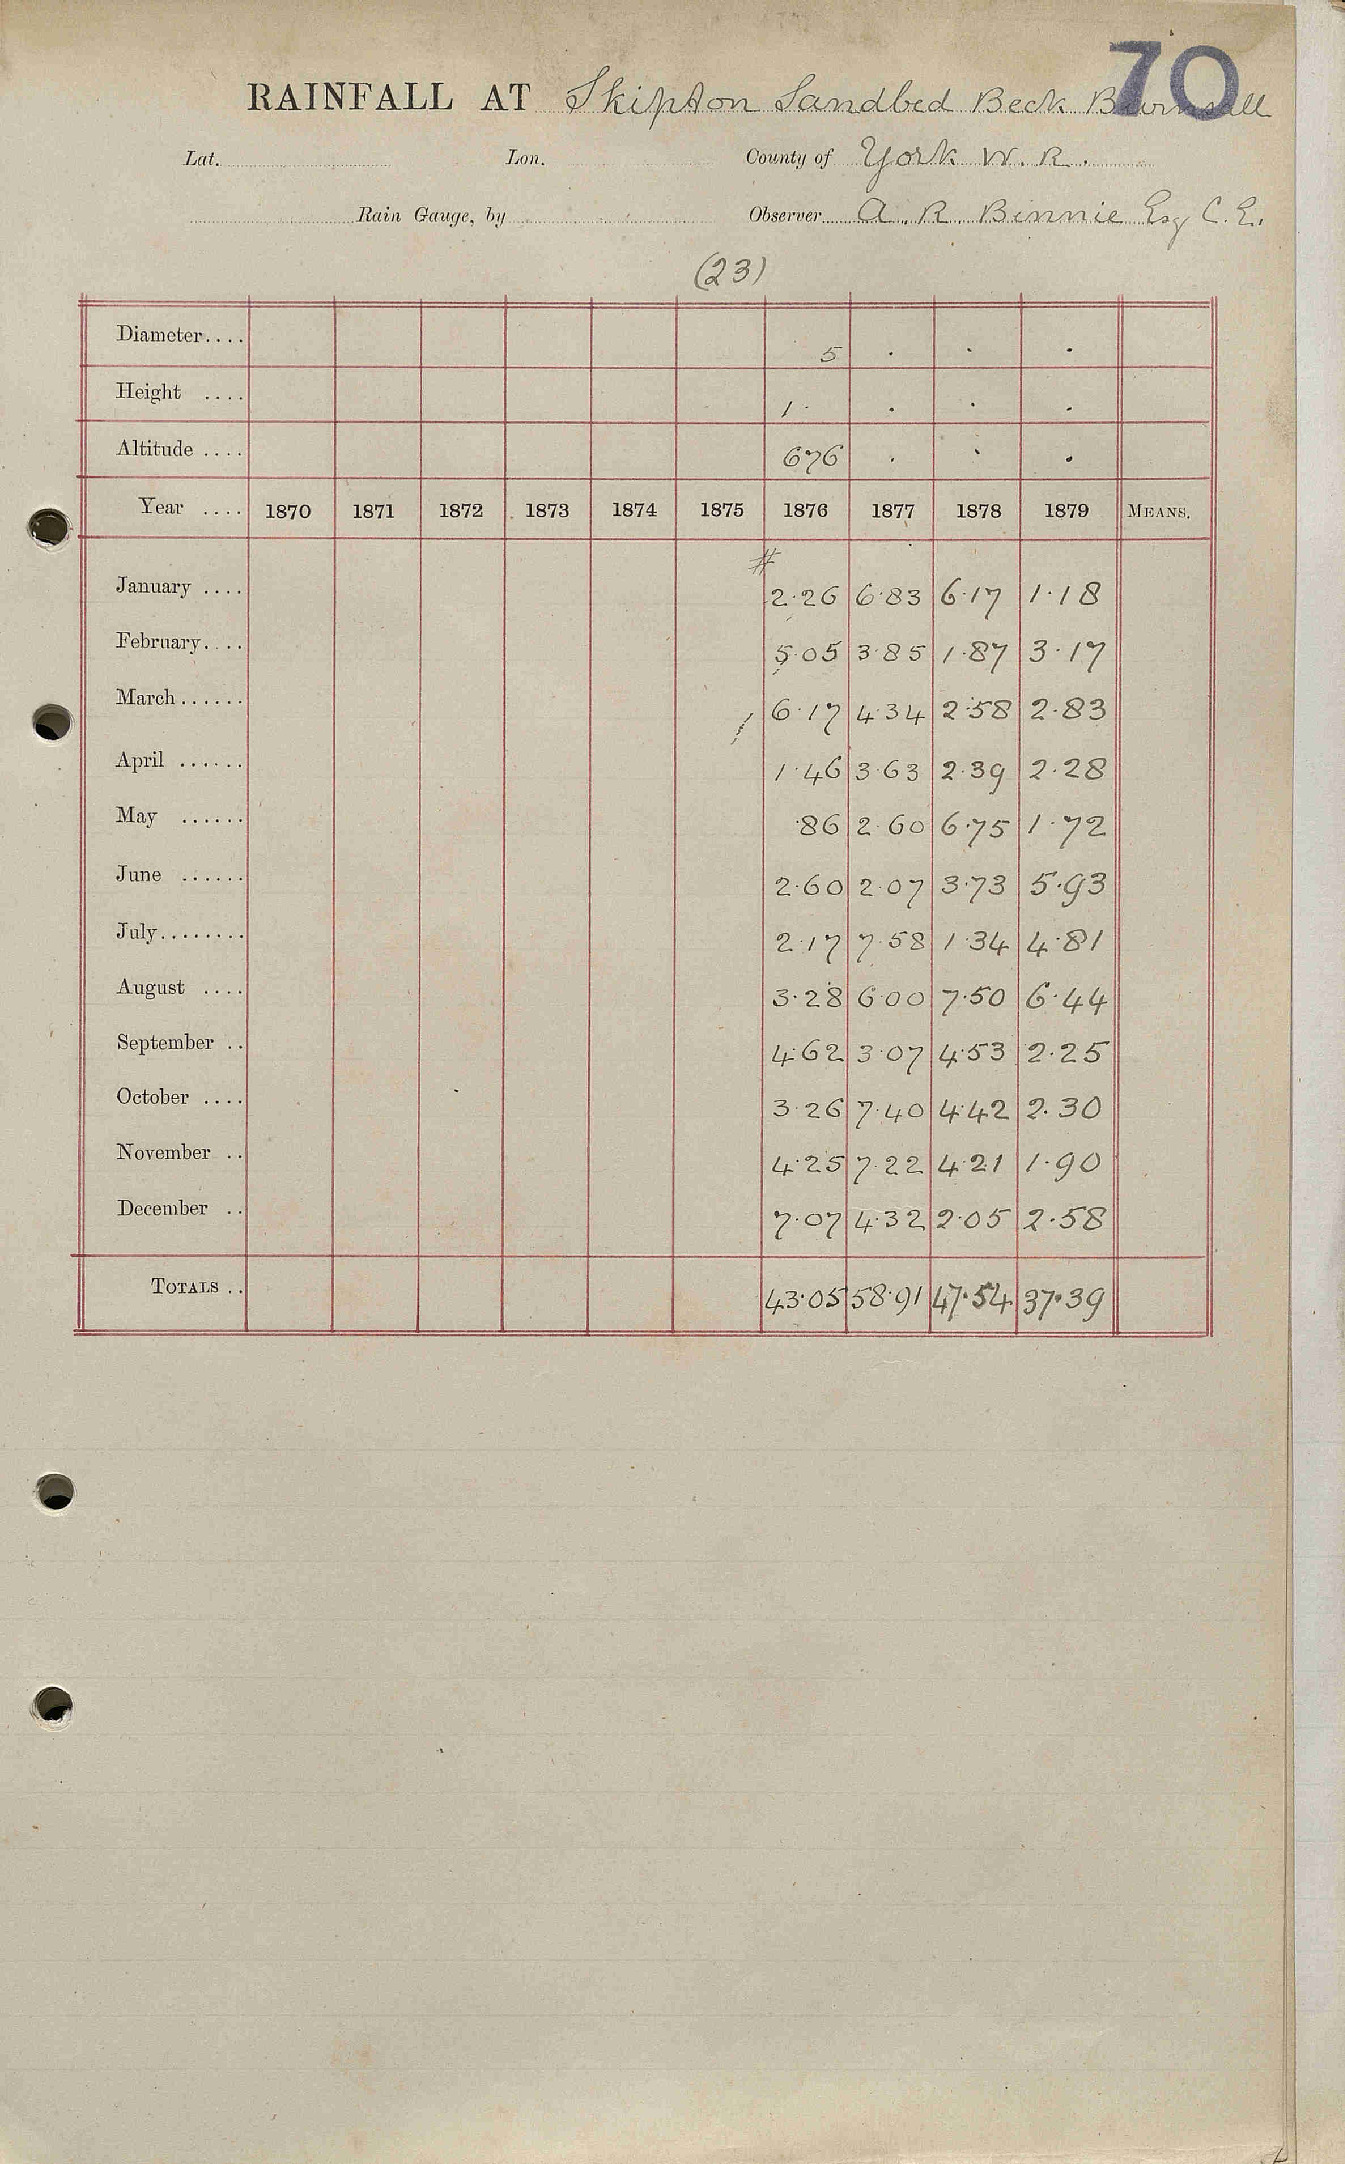 70
RAINFALL AT Skipton Sandbed Beck Burnsall
Lat. Lon. County of York W. R.
Rain Gauge, by Observer A. R. Binnie Esq C. E.
(23)
Diameter.... 5 . . .
Height .... 1 . . . .
Altitude .... 676 . . .
Year .... 1870 1871 1872 1873 1874 1875 1876 1877 1878 1879 MEANS.
#
January .... 2.26 6.83 6.17 1.18
February.... 5.05 3.85 1.87 3.17
March...... 6.17 4.34 2.58 2.83
April ...... 1.46 3.63 2.39 2.28
May ...... .86 2.60 6.75 1.72
June ...... 2.60 2.07 3.73 5.93
July........ 2.17 7.58 1.34 4.81
August .... 3.28 6.00 7.50 6.44
September .. 4.62 3.07 4.53 2.25
October .... 3.26 7.40 4.42 2.30
November .. 4.25 7.22 4.21 1.90
December .. 7.07 4.32 2.05 2.58
TOTALS .. 43.05 58.91 47.54 37.39